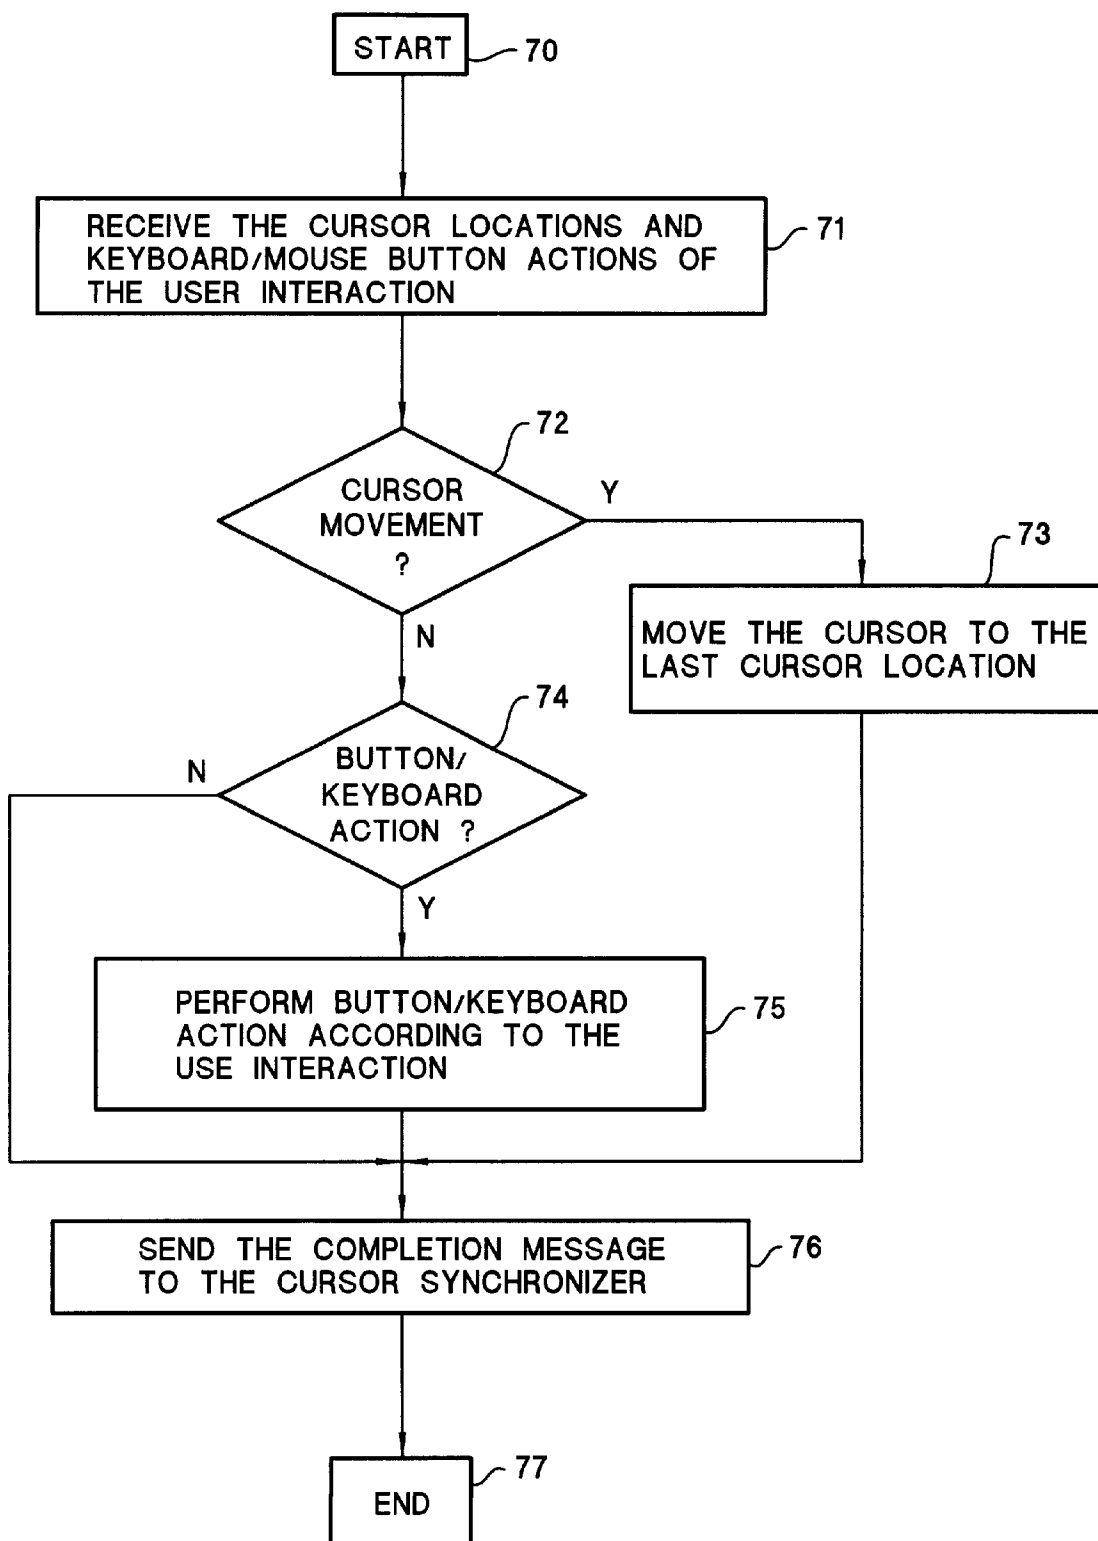 START
70
RECEIVE THE CURSOR LOCATIONS AND
KEYBOARD/MOUSE BUTTON ACTIONS OF
THE USER INTERACTION
71
72
CURSOR
MOVEMENT
?
Y
N
73
MOVE THE CURSOR TO THE
LAST CURSOR LOCATION
74
BUTTON/
KEYBOARD
ACTION ?
N
Y
PERFORM BUTTON/KEYBOARD
ACTION ACCORDING TO THE
USE INTERACTION
75
SEND THE COMPLETION MESSAGE
TO THE CURSOR SYNCHRONIZER
76
END
77